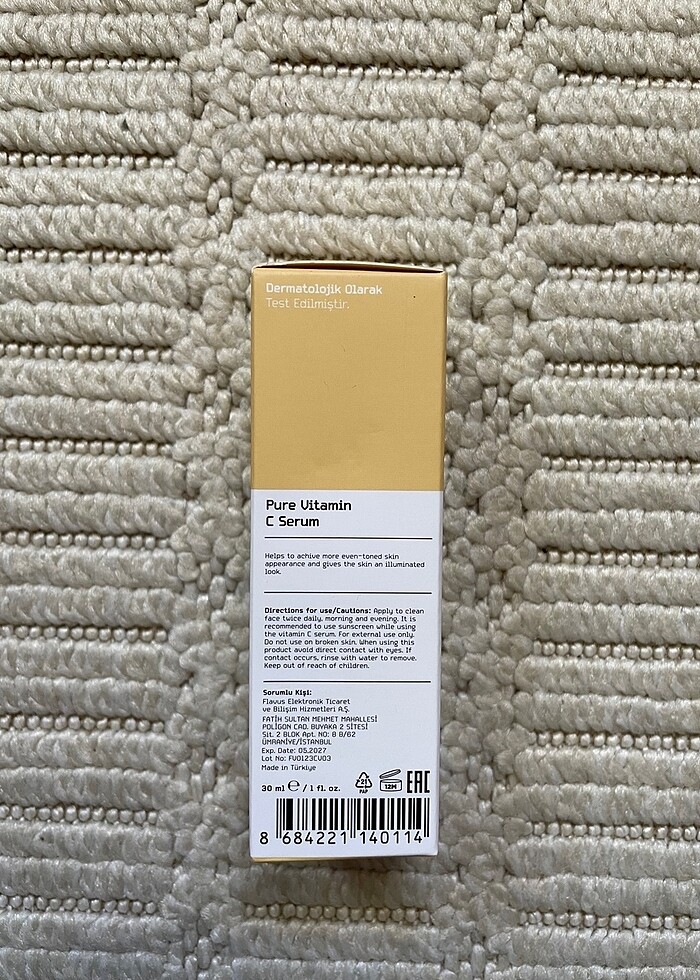 Dermatolojik Olarak
Test Edilmiştir.
Pure Vitamin
C Serum
Helps to achive more even-toned skin
appearance and gives the skin an illuminated
look.
Directions for use/Cautions: Apply to clean
face twice daily, morning and evening. It is
recommended to use sunscreen while using
the vitamin C serum. For external use only.
Do not use on broken skin. When using this
product avoid direct contact with eyes. If
contact occurs, rinse with water to remove.
Keep out of reach of children.
Sorumlu Kişi:
Flavus Elektronik Ticaret
ve Bilişim Hizmetleri A.Ş.
FATİH SULTAN MEHMET MAHALLESİ
POLİGON CAD. BUYAKA 2 SİTESİ
Sit. 2 BLOK Apt. NO: 8 B/62
ÜMRANİYE/İSTANBUL
Exp. Date: 05.2027
Lot No: FV0123CV03
Made in Türkiye
30 ml ℮ / 1 fl. oz.
21
PAP
12M
EAC
8 684221 140114